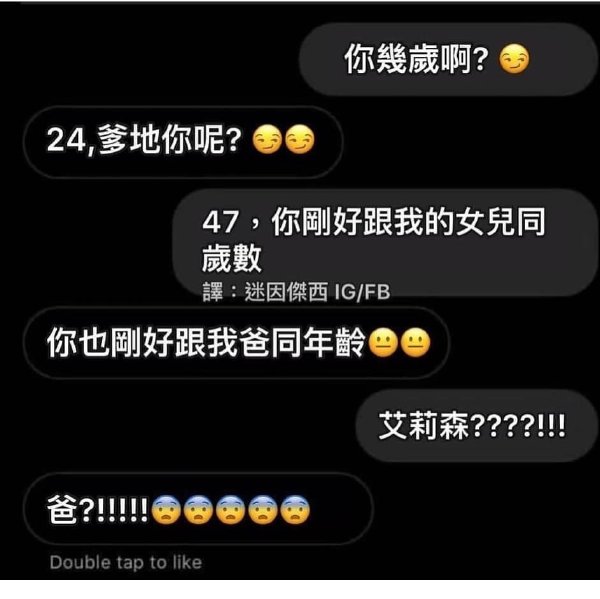 你幾歲啊? 😏
24,爹地你呢? 😏😏
47，你剛好跟我的女兒同
歲數
譯：迷因傑西 IG/FB
你也剛好跟我爸同年齡😐😐
艾莉森????!!!
爸?!!!!!😨😨😨😨😨
Double tap to like